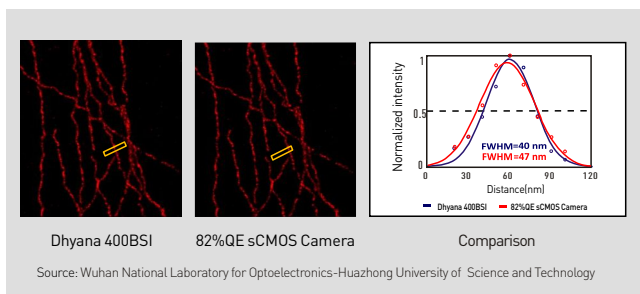 Normalized intensity
1
0.5
FWHM=40 nm
FWHM=47 nm
0 30 60 90 120
Distance(nm)
Dhyana 400BSI 82%QE sCMOS Camera
Dhyana 400BSI 82%QE sCMOS Camera Comparison
Source: Wuhan National Laboratory for Optoelectronics-Huazhong University of Science and Technology